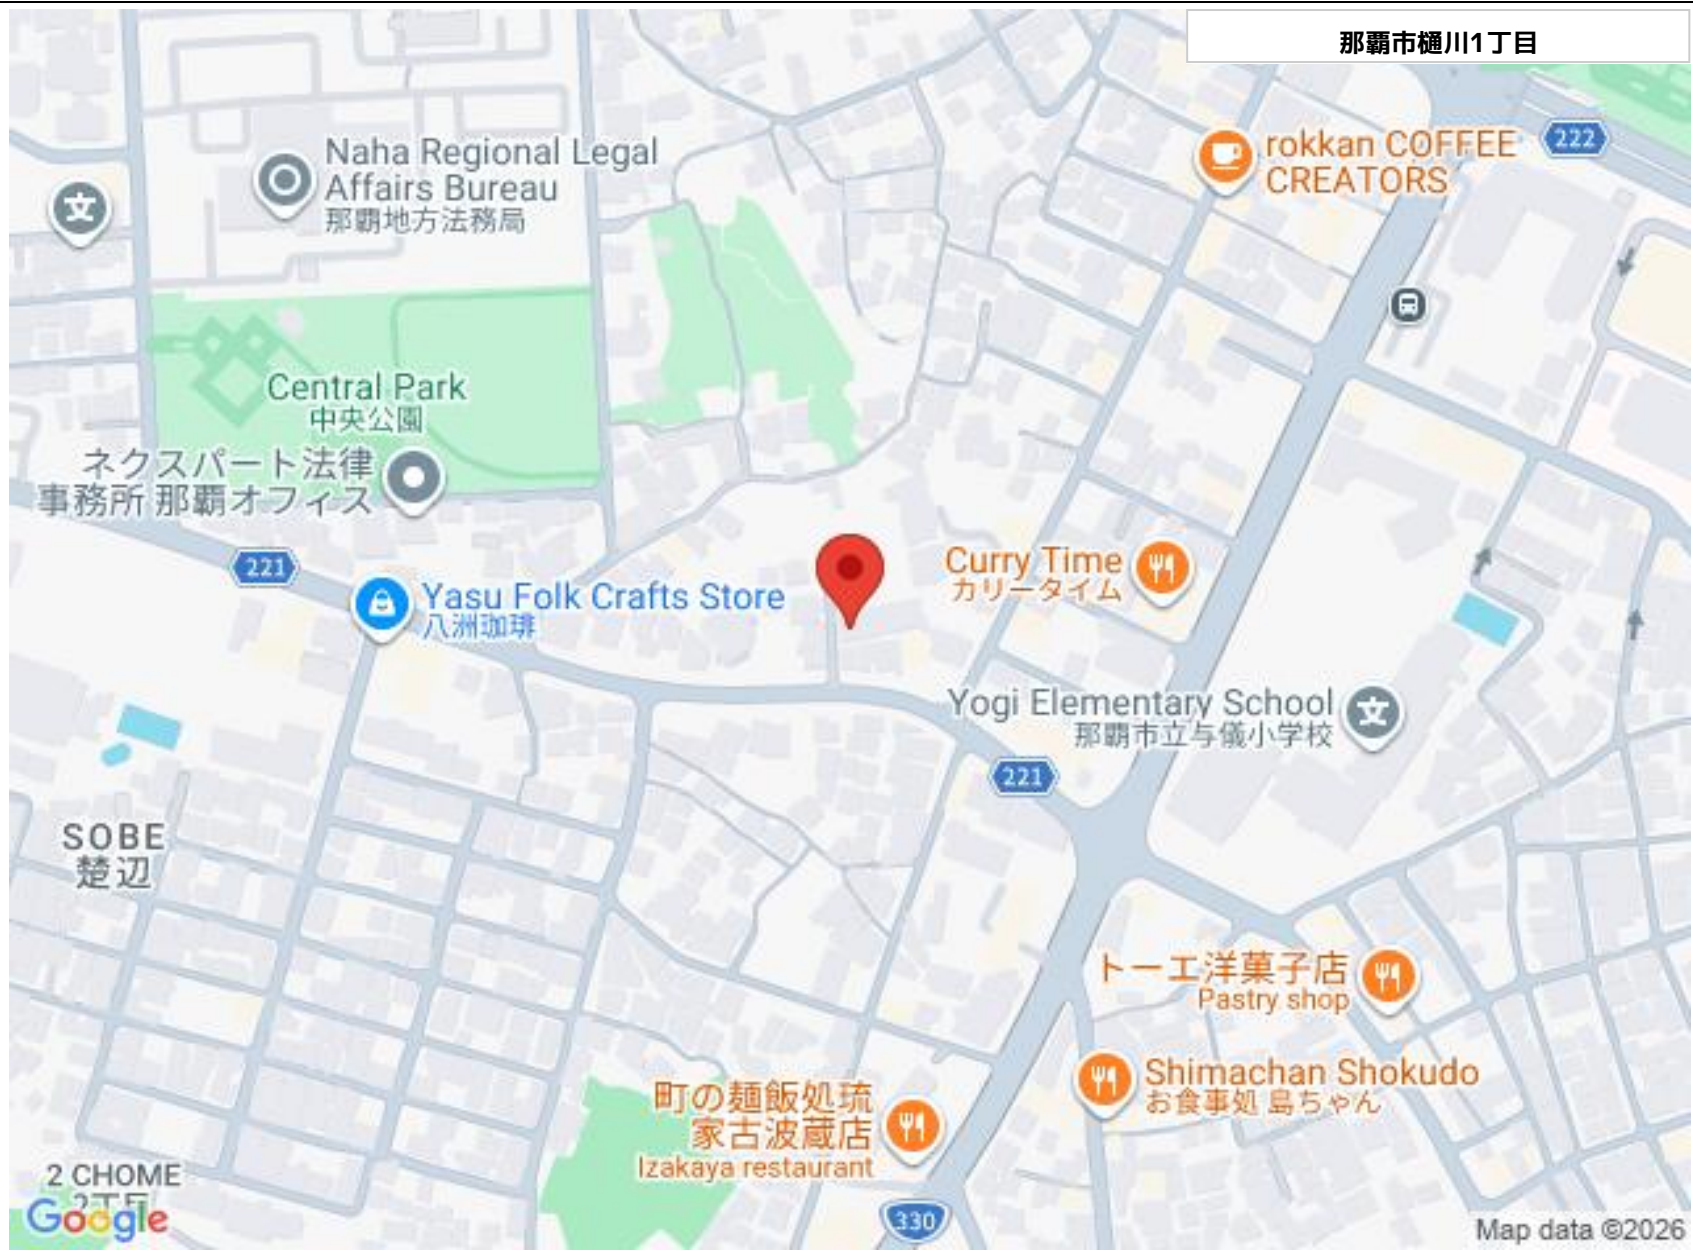 那覇市樋川1丁目
Naha Regional Legal
Affairs Bureau
那覇地方法務局
文
rokkan COFFEE
CREATORS
222
Central Park
中央公園
ネクスパート法律
事務所 那覇オフィス
221
Yasu Folk Crafts Store
八洲珈琲
Curry Time
カリータイム
Yogi Elementary School
那覇市立与儀小学校
文
221
SOBE
楚辺
トーエ洋菓子店
Pastry shop
Shimachan Shokudo
お食事処 島ちゃん
町の麺飯処琉
家古波蔵店
Izakaya restaurant
2 CHOME
2丁目
Google
330
Map data ©2026